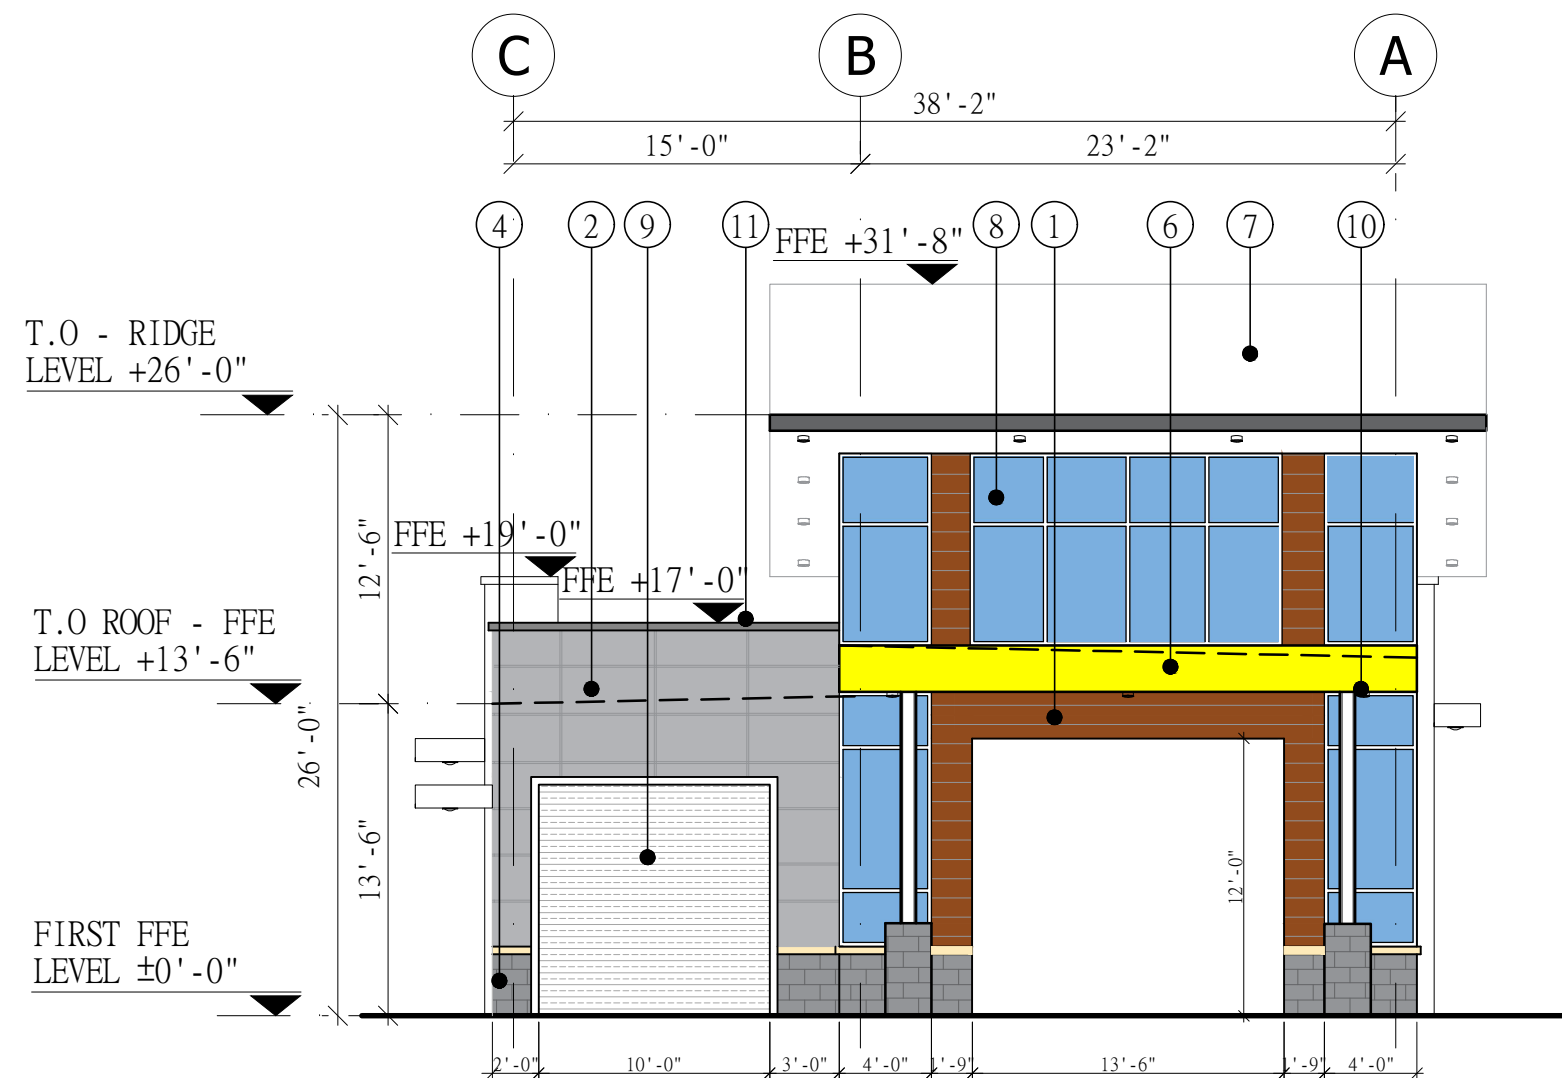 C B A
38'-2"
15'-0" 23'-2"
4 2 9 11 8 1 6 7 10
FFE +31'-8"
T.O - RIDGE
LEVEL +26'-0"
12'-6"
FFE +19'-0"
FFE +17'-0"
T.O ROOF - FFE
LEVEL +13'-6"
26'-0"
13'-6"
12'-0"
FIRST FFE
LEVEL ±0'-0"
2'-0" 10'-0" 3'-0" 4'-0" 1'-9" 13'-6" 1'-9" 4'-0"